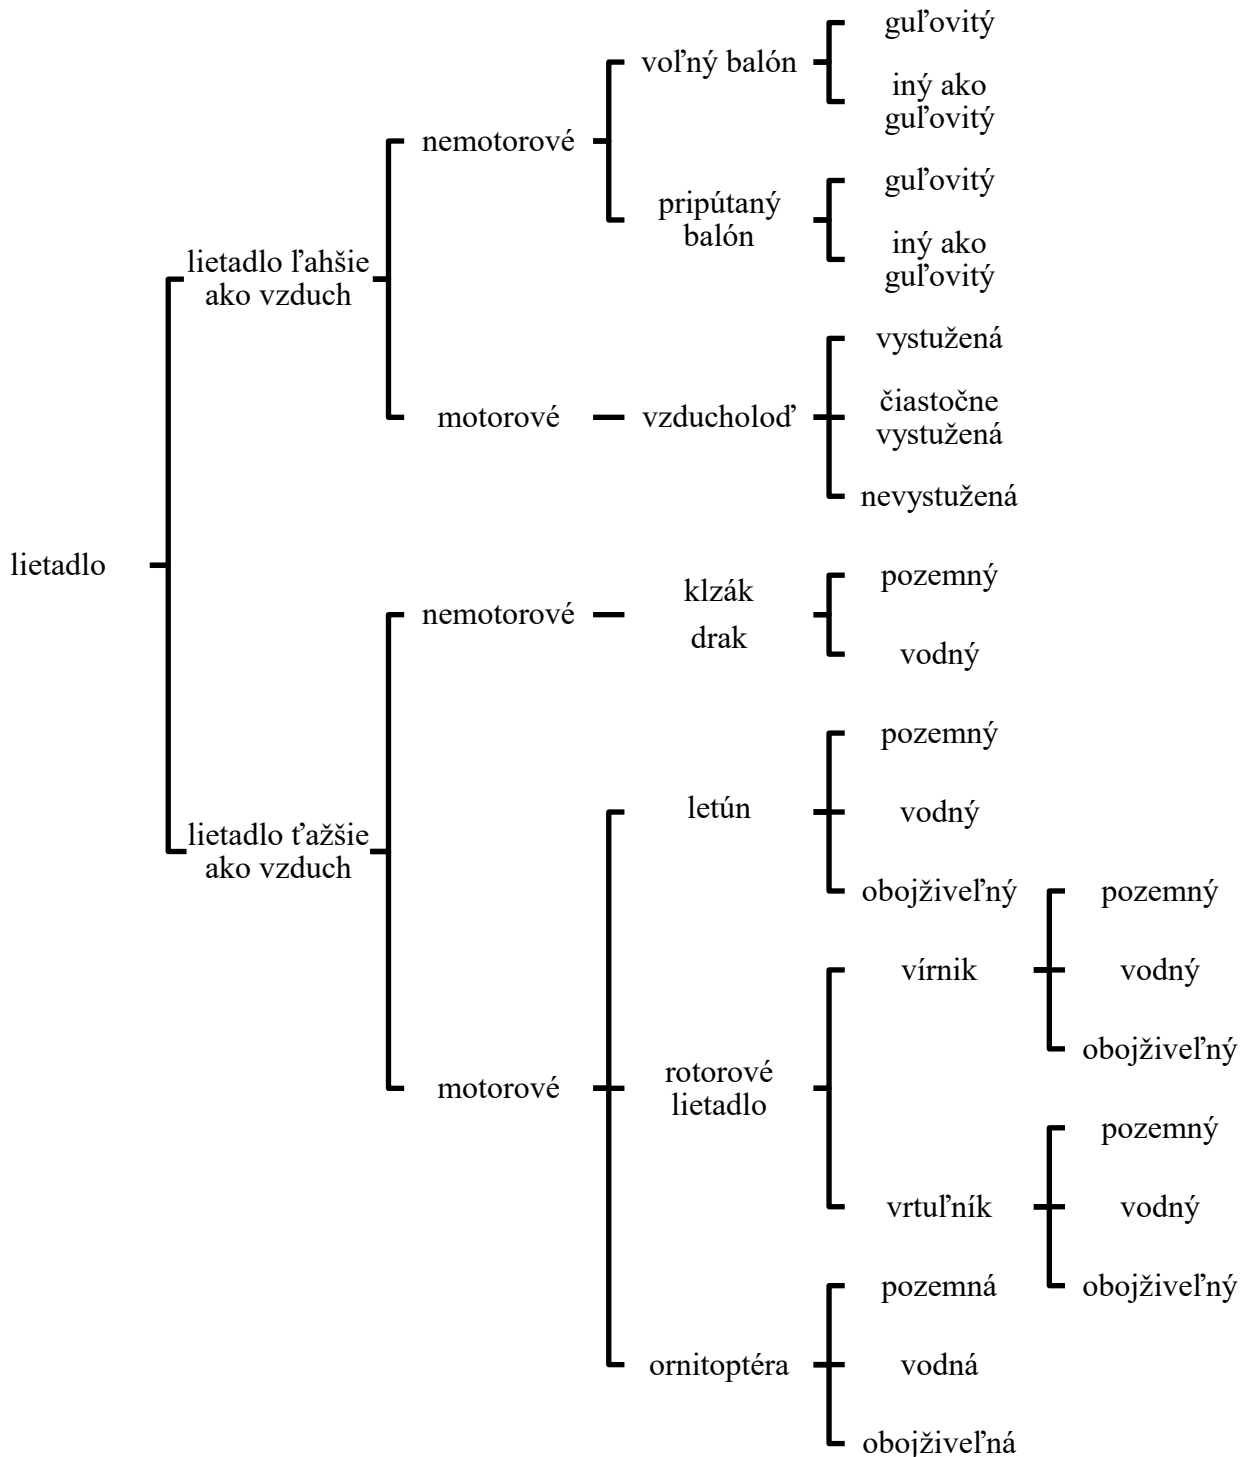 guľovitý
voľný balón
iný ako
guľovitý
nemotorové
guľovitý
pripútaný
balón
iný ako
guľovitý
lietadlo ľahšie
ako vzduch
vystužená
motorové
vzducholoď
čiastočne
vystužená
nevystužená
lietadlo
nemotorové
klzák
drak
pozemný
vodný
pozemný
letún
vodný
lietadlo ťažšie
ako vzduch
obojživeľný
pozemný
vírnik
vodný
obojživeľný
motorové
rotorové
lietadlo
pozemný
vrtuľník
vodný
obojživeľný
pozemná
ornitoptéra
vodná
obojživeľná